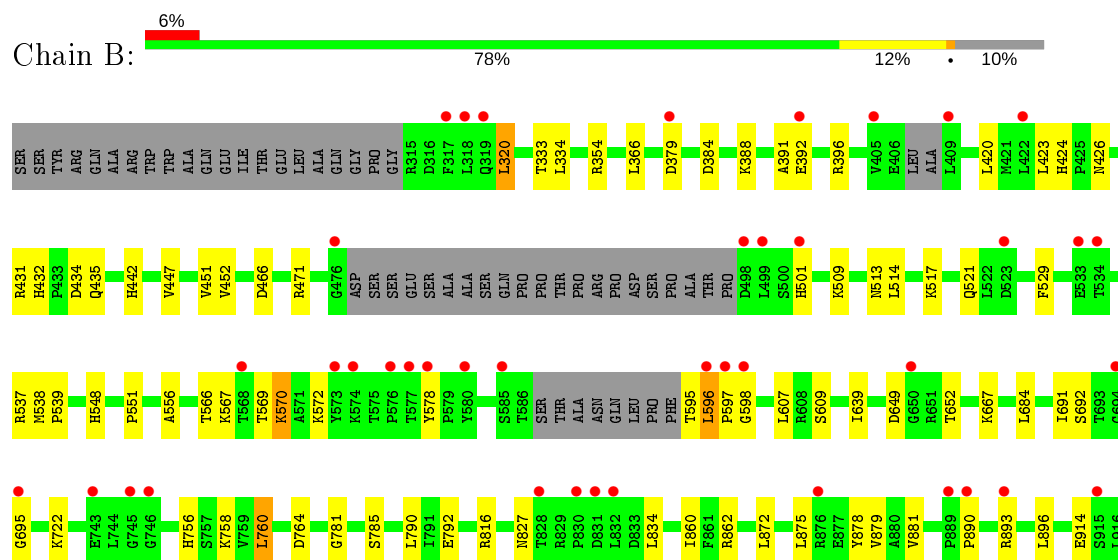 6%
Chain B:
78% 12% • 10%
SER SER TYR ARG GLN ALA ARG TRP TRP ALA GLN GLU ILE THR GLU LEU ALA GLN GLY PRO GLY R315 D316 F317 L318 Q319 L320 T333 L334 R354 L366 D379 D384 K388 A391 E392 R396 V405 E406 LEU ALA L409 L420 M421 L422 L423 H424 P425 N426
R431 H432 P433 D434 Q435 H442 V447 V451 V452 D466 R471 G476 ASP SER SER GLU SER ALA ALA SER GLN PRO PRO THR PRO ARG PRO ASP SER PRO ALA THR PRO D498 L499 S500 H501 K509 N513 L514 K517 Q521 L522 D523 F529 E533 T534
R537 M538 P539 H548 P551 A556 T566 K567 T568 T569 K570 A571 K572 Y573 K574 T575 P576 T577 Y578 P579 Y580 S585 T586 SER THR ALA ASN GLN LEU PRO PHE T595 L596 P597 G598 L607 R608 S609 I639 D649 G650 R651 T652 K667 L684 I691 S692 T693
G695 K722 E743 L744 G745 G746 H756 S757 K758 V759 L760 D764 G781 S785 L790 I791 E792 R816 N827 T828 R829 P830 D831 L832 D833 L834 I860 F861 R862 L872 L875 R876 E877 Y878 V879 A880 V881 P889 P890 R893 L896 E914 S915